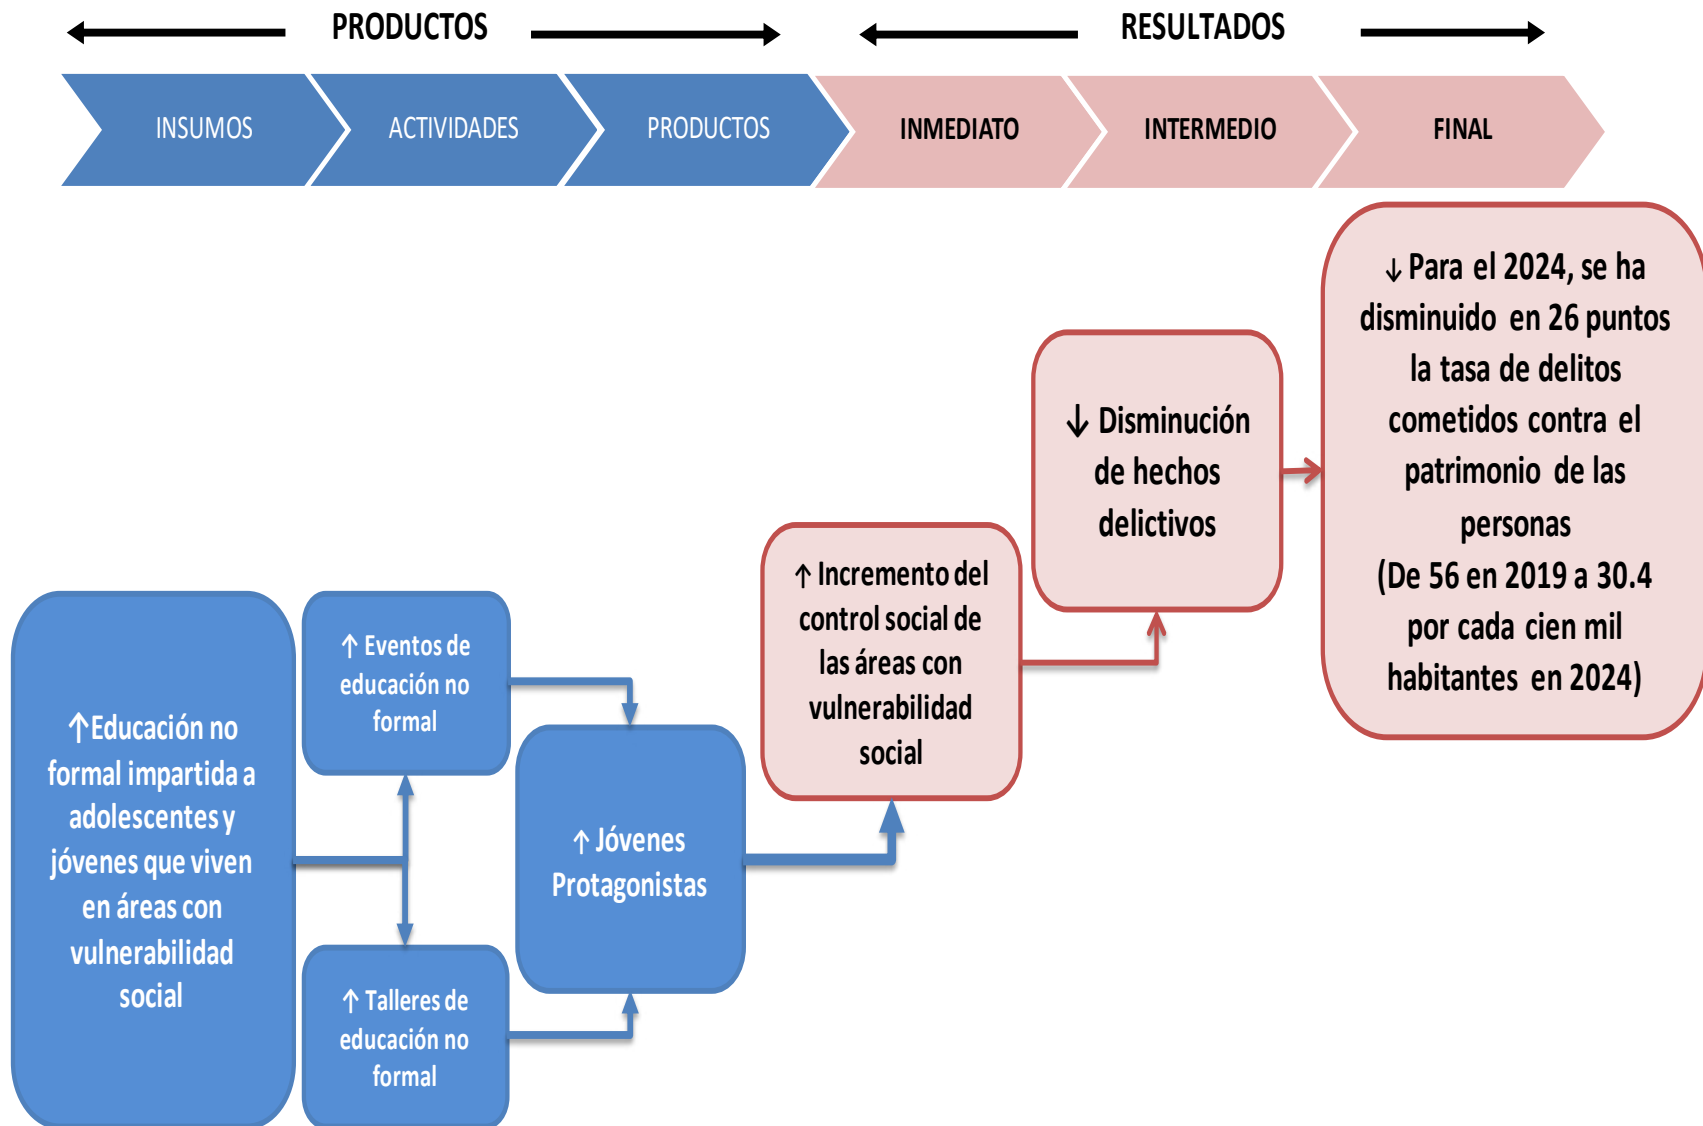 PRODUCTOS
RESULTADOS
INSUMOS
ACTIVIDADES
PRODUCTOS
INMEDIATO
INTERMEDIO
FINAL
↑Educación no
formal impartida a
adolescentes y
jóvenes que viven
en áreas con
vulnerabilidad
social
↑ Eventos de
educación no
formal
↑ Talleres de
educación no
formal
↑ Jóvenes
Protagonistas
↑ Incremento del
control social de
las áreas con
vulnerabilidad
social
↓ Disminución
de hechos
delictivos
↓ Para el 2024, se ha
disminuido en 26 puntos
la tasa de delitos
cometidos contra el
patrimonio de las
personas
(De 56 en 2019 a 30.4
por cada cien mil
habitantes en 2024)